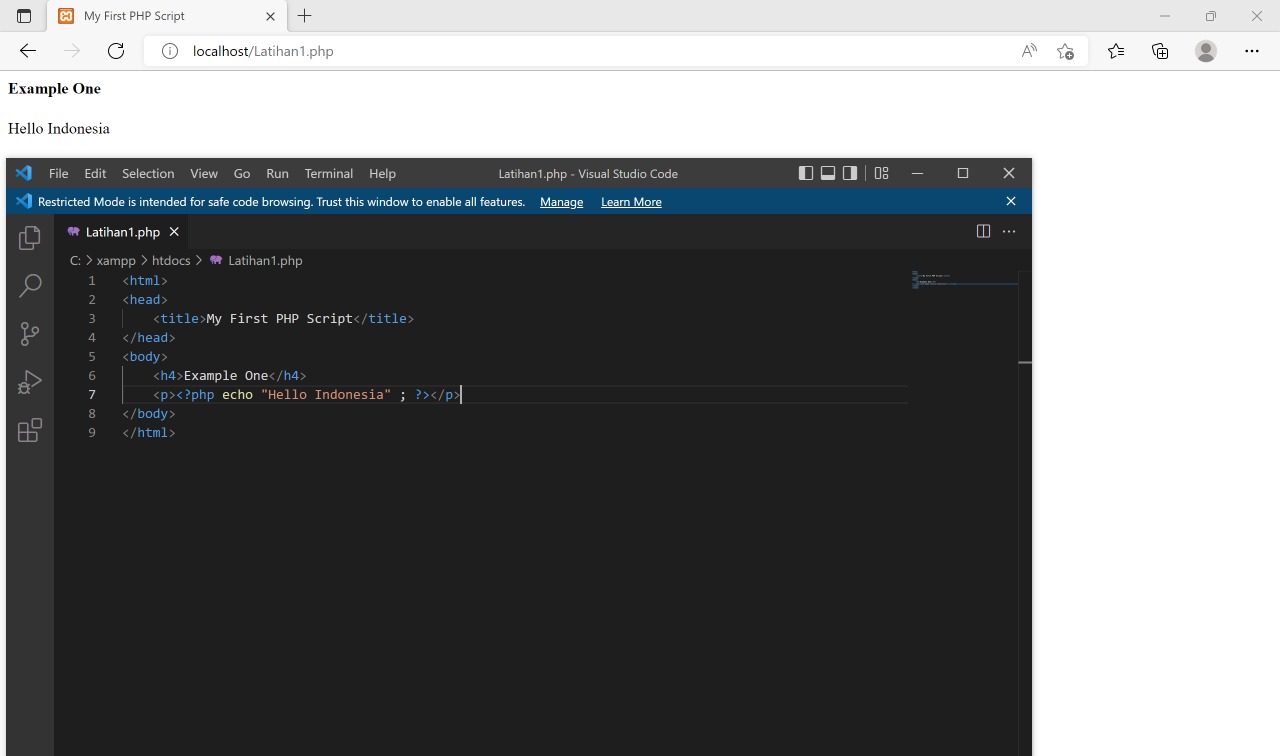 My First PHP Script
localhost/Latihan1.php
Example One
Hello Indonesia
File Edit Selection View Go Run Terminal Help Latihan1.php - Visual Studio Code
Restricted Mode is intended for safe code browsing. Trust this window to enable all features. Manage Learn More
Latihan1.php
C: > xampp > htdocs > Latihan1.php
1 <html>
2 <head>
3     <title>My First PHP Script</title>
4 </head>
5 <body>
6     <h4>Example One</h4>
7     <p><?php echo "Hello Indonesia" ; ?></p>
8 </body>
9 </html>